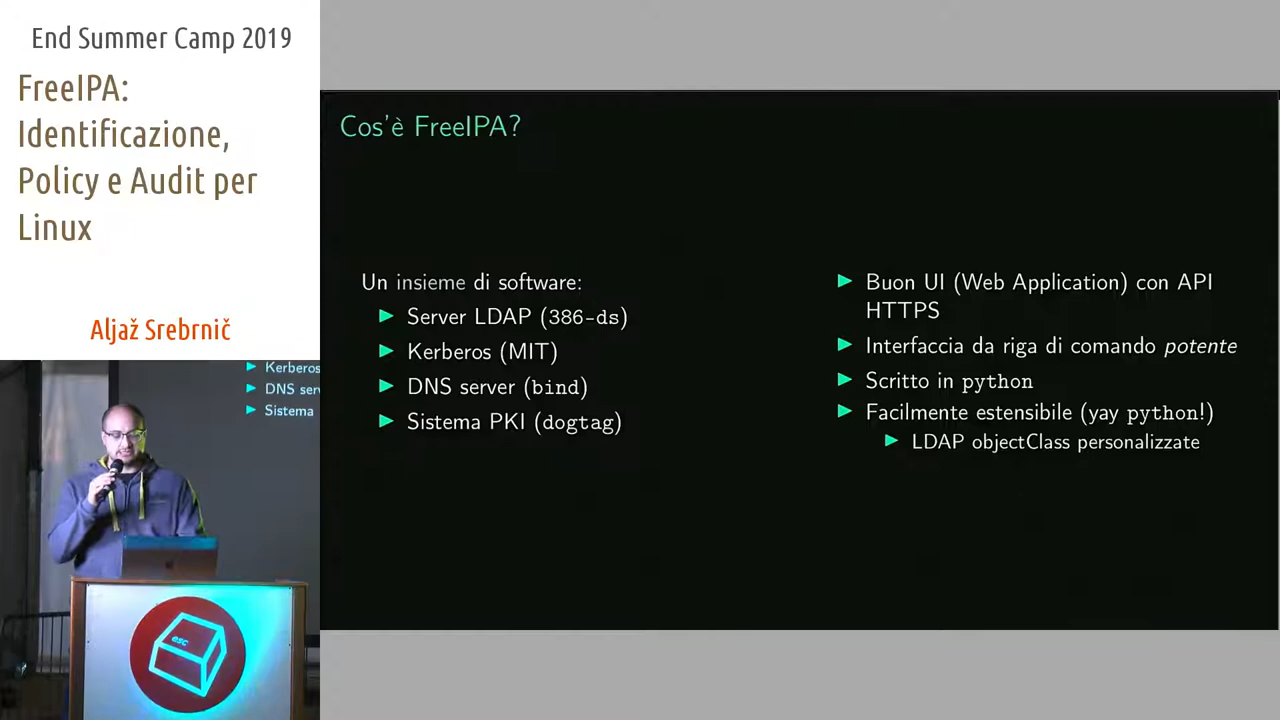 End Summer Camp 2019
FreeIPA:
Identificazione,
Policy e Audit per
Linux
Aljaž Srebrnič
Kerberos
DNS serv
Sistema
esc
Cos'è FreeIPA?
Un insieme di software:
Server LDAP (386-ds)
Kerberos (MIT)
DNS server (bind)
Sistema PKI (dogtag)
Buon UI (Web Application) con API
HTTPS
Interfaccia da riga di comando potente
Scritto in python
Facilmente estensibile (yay python!)
LDAP objectClass personalizzate